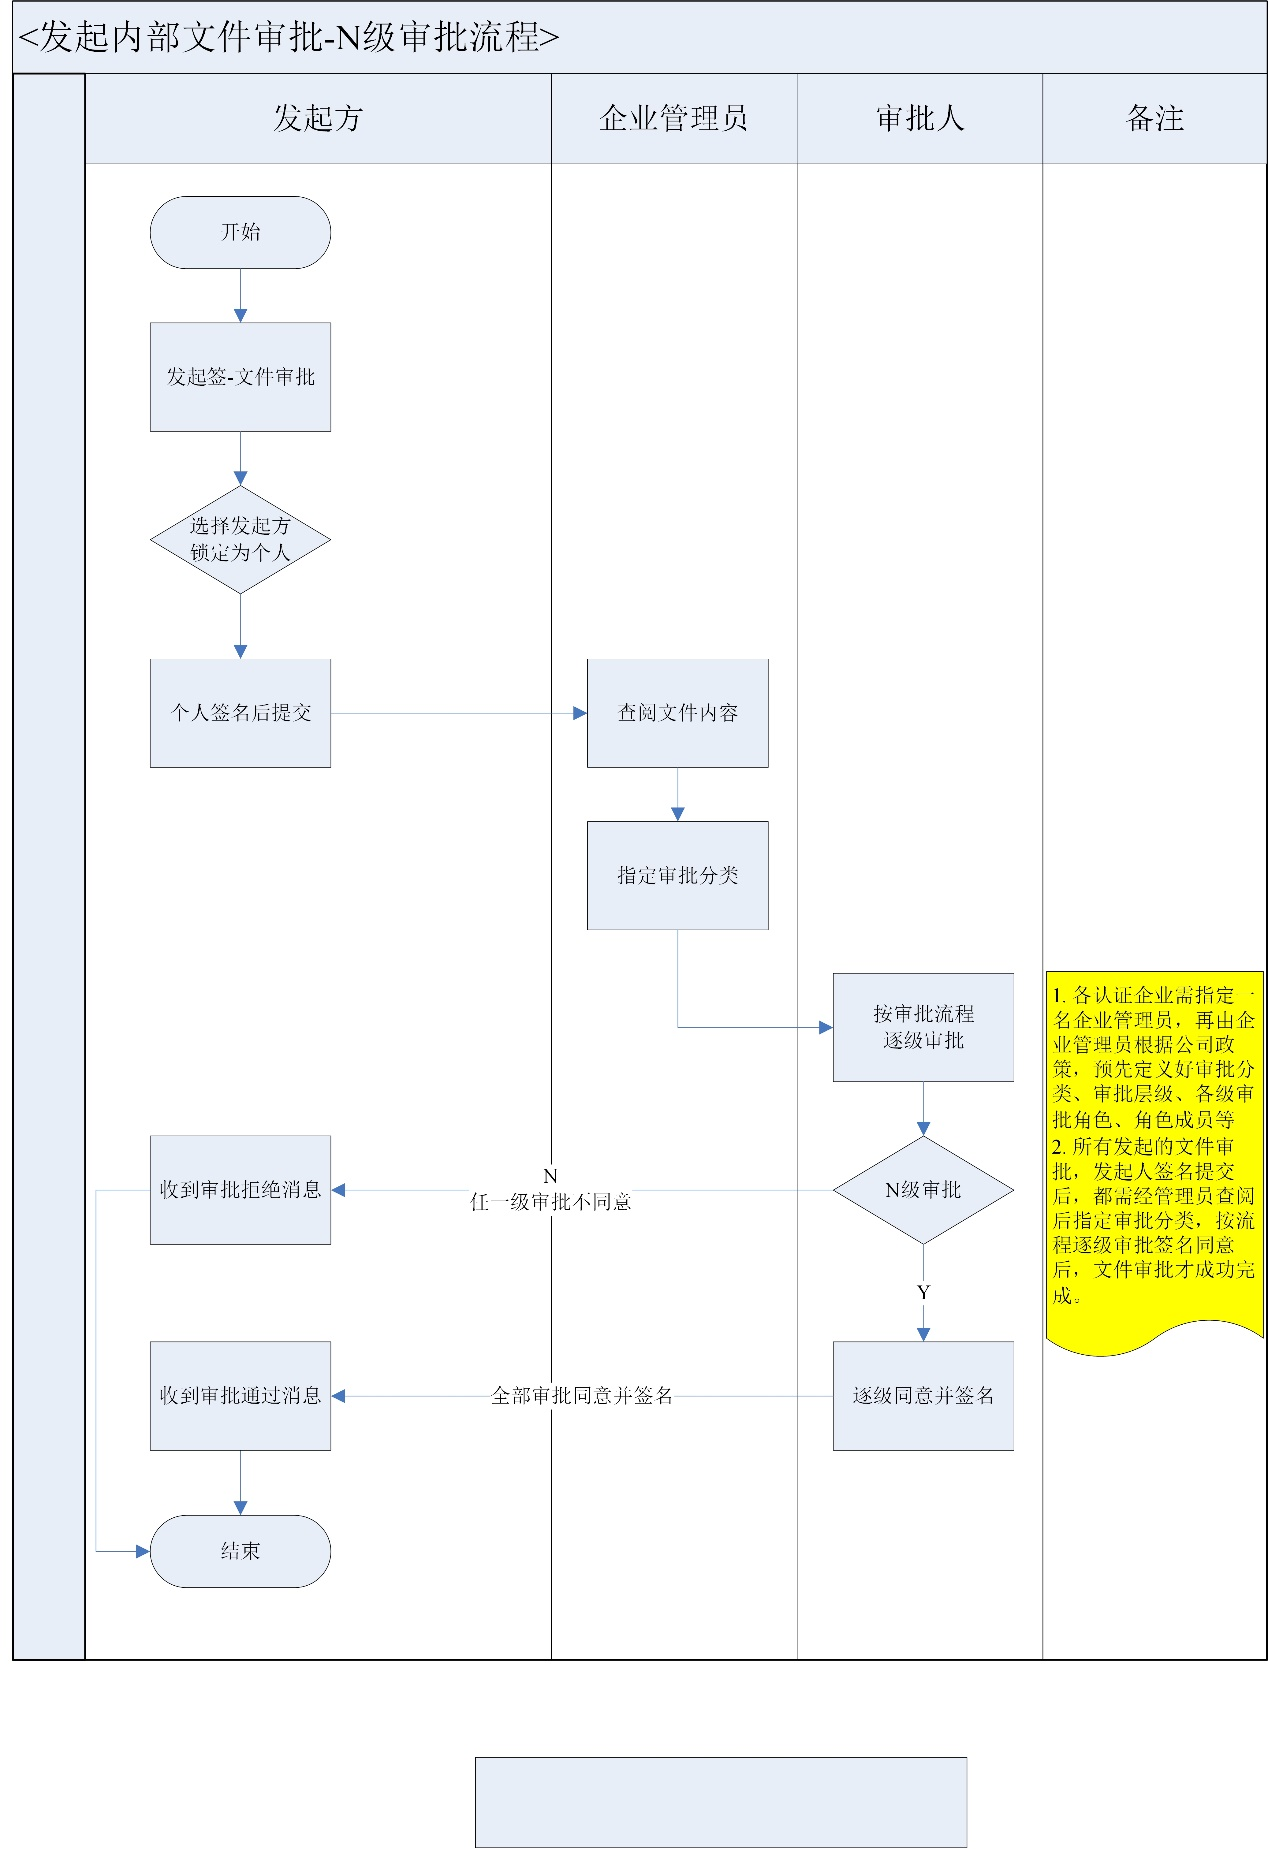 <发起内部文件审批-N级审批流程>
发起方
企业管理员
审批人
备注
开始
发起签-文件审批
选择发起方
锁定为个人
个人签名后提交
查阅文件内容
指定审批分类
按审批流程
逐级审批
1. 各认证企业需指定一
名企业管理员，再由企
业管理员根据公司政
策，预先定义好审批分
类、审批层级、各级审
批角色、角色成员等
2. 所有发起的文件审
批，发起人签名提交
后，都需经管理员查阅
后指定审批分类，按流
程逐级审批签名同意
后，文件审批才成功完
成。
收到审批拒绝消息
N
任一级审批不同意
N级审批
Y
收到审批通过消息
全部审批同意并签名
逐级同意并签名
结束